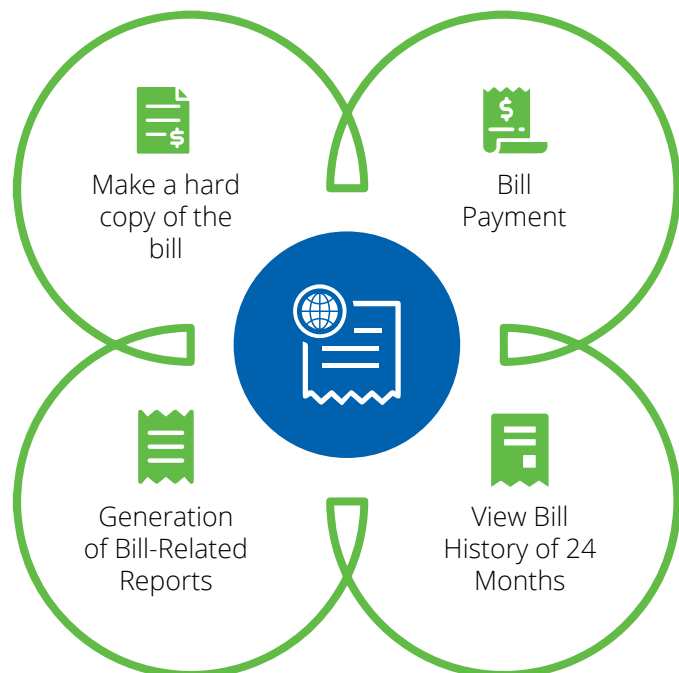 Make a hard
copy of the
bill
Bill
Payment
Generation
of Bill-Related
Reports
View Bill
History of 24
Months